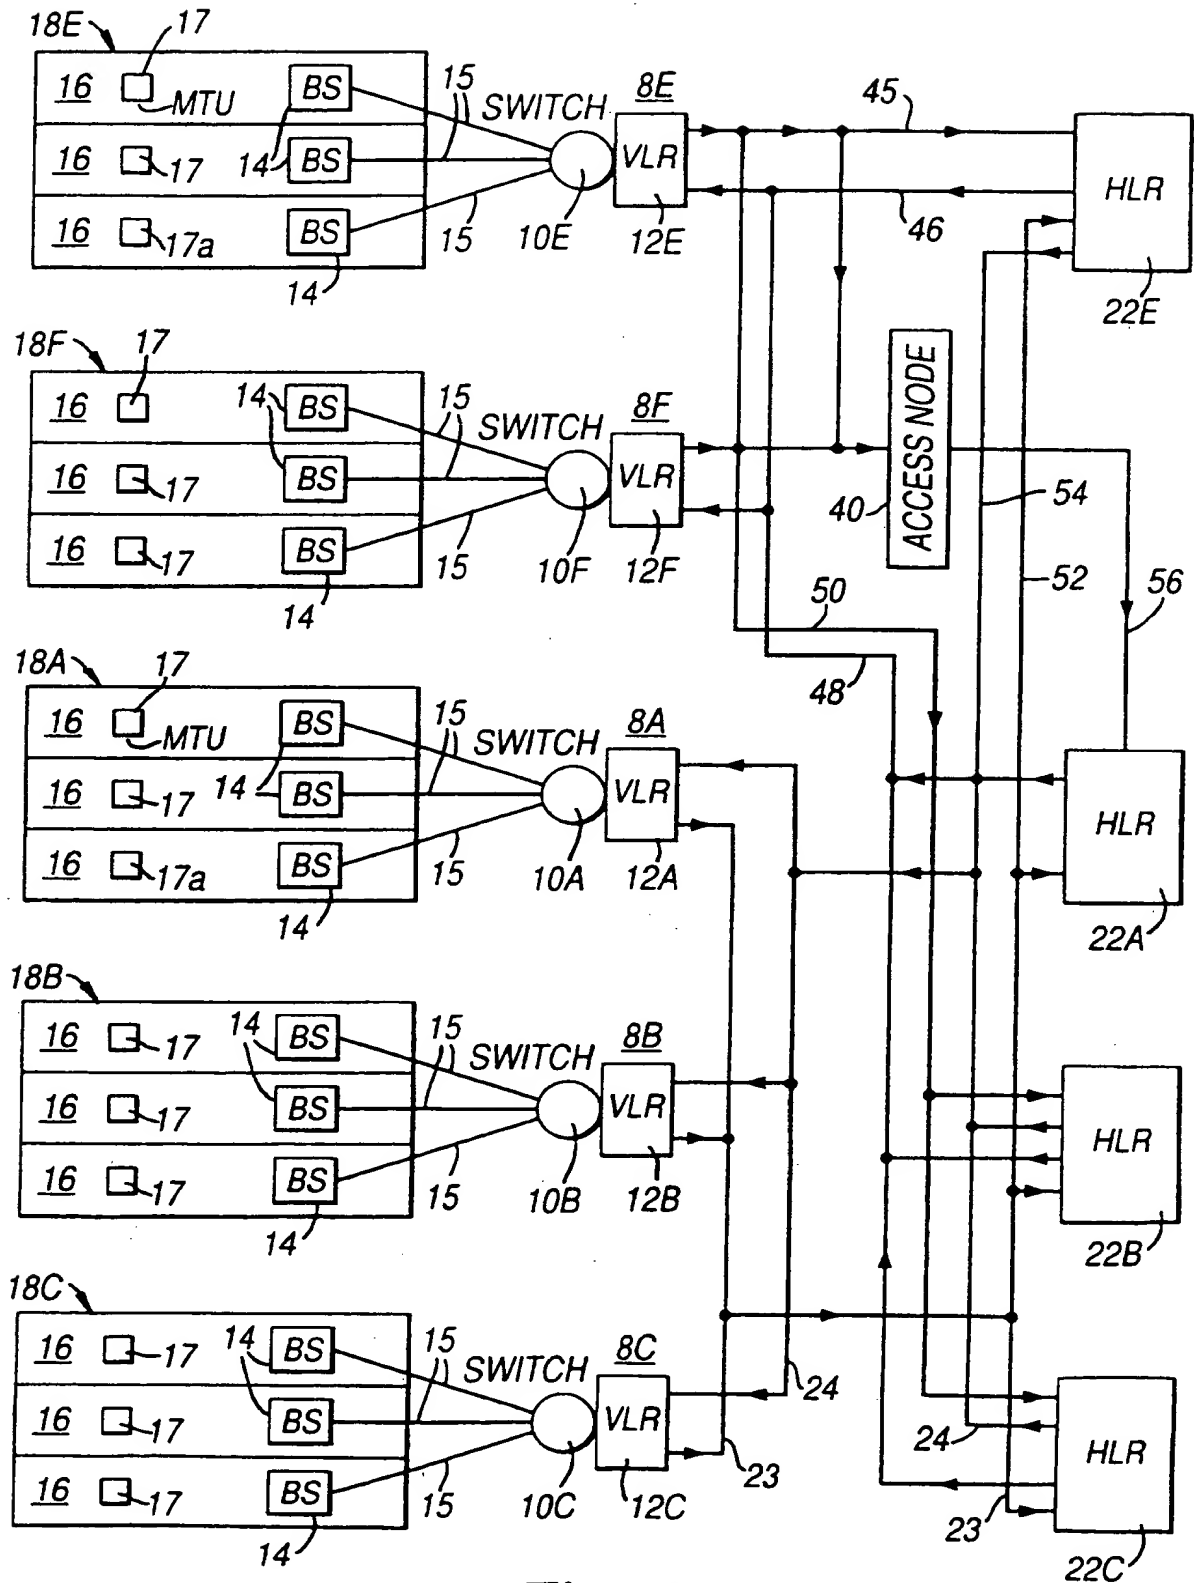 18E 17
16 MTU BS 15 SWITCH 8E 45
16 17 14 BS VLR HLR
16 17a BS 15 10E 12E 46
14 22E
18F 17
16 14 BS 15 SWITCH 8F ACCESS NODE
16 17 BS VLR 40 54
16 17 BS 15 10F 12F 52
14 50 56
18A 17 48
16 MTU BS 15 SWITCH 8A
16 17 14 BS VLR HLR
16 17a BS 15 10A 12A
14 22A
18B
16 17 14 BS 15 SWITCH 8B
16 17 BS VLR HLR
16 17 BS 15 10B 12B
14 22B
18C
16 17 14 BS 15 SWITCH 8C 24
16 17 BS VLR 24 HLR
16 17 BS 15 10C 12C 23 23
14 22C